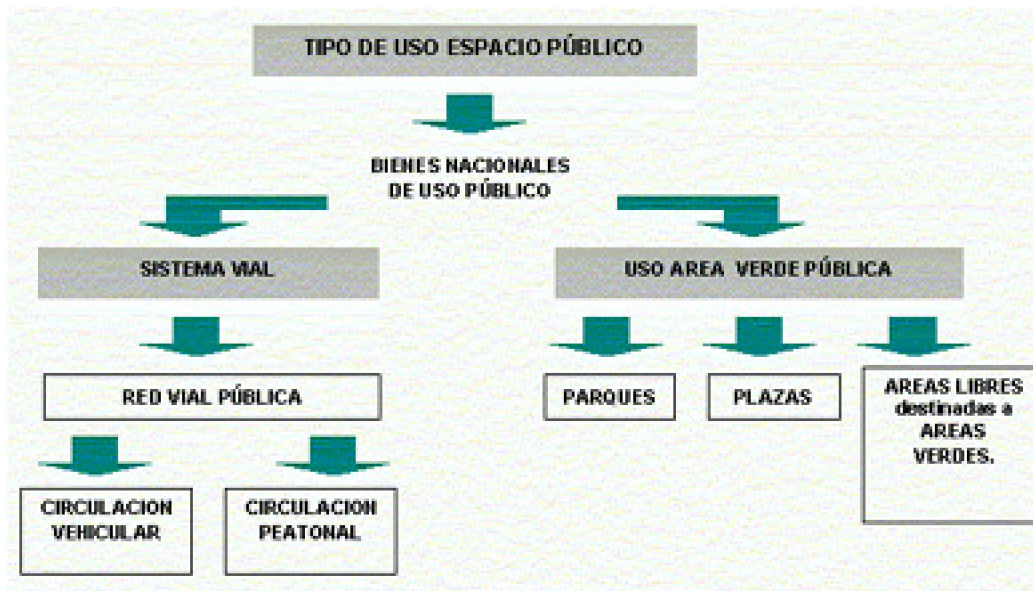 TIPO DE USO ESPACIO PÚBLICO
BIENES NACIONALES
DE USO PÚBLICO
SISTEMA VIAL
USO AREA VERDE PÚBLICA
RED VIAL PÚBLICA
PARQUES
PLAZAS
AREAS LIBRES
destinadas a
AREAS
VERDES.
CIRCULACION
VEHICULAR
CIRCULACION
PEATONAL